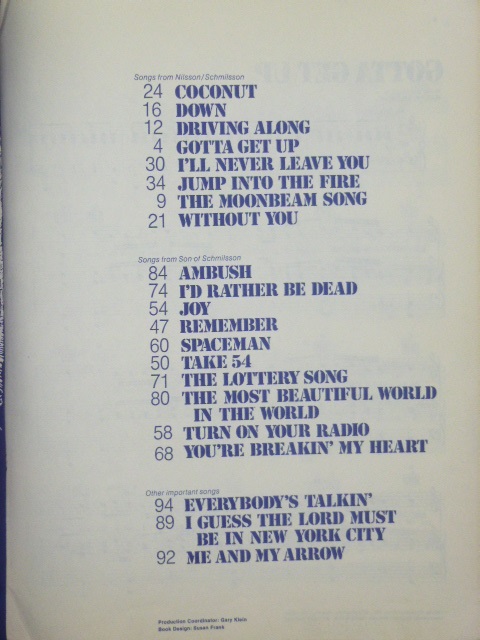 Songs from Nilsson/Schmilsson
24 COCONUT
16 DOWN
12 DRIVING ALONG
4 GOTTA GET UP
30 I'LL NEVER LEAVE YOU
34 JUMP INTO THE FIRE
9 THE MOONBEAM SONG
21 WITHOUT YOU
Songs from Son of Schmilsson
84 AMBUSH
74 I'D RATHER BE DEAD
54 JOY
47 REMEMBER
60 SPACEMAN
50 TAKE 54
71 THE LOTTERY SONG
80 THE MOST BEAUTIFUL WORLD
IN THE WORLD
58 TURN ON YOUR RADIO
68 YOU'RE BREAKIN' MY HEART
Other important songs
94 EVERYBODY'S TALKIN'
89 I GUESS THE LORD MUST
BE IN NEW YORK CITY
92 ME AND MY ARROW
Production Coordinator: Gary Klein
Book Design: Susan Frank